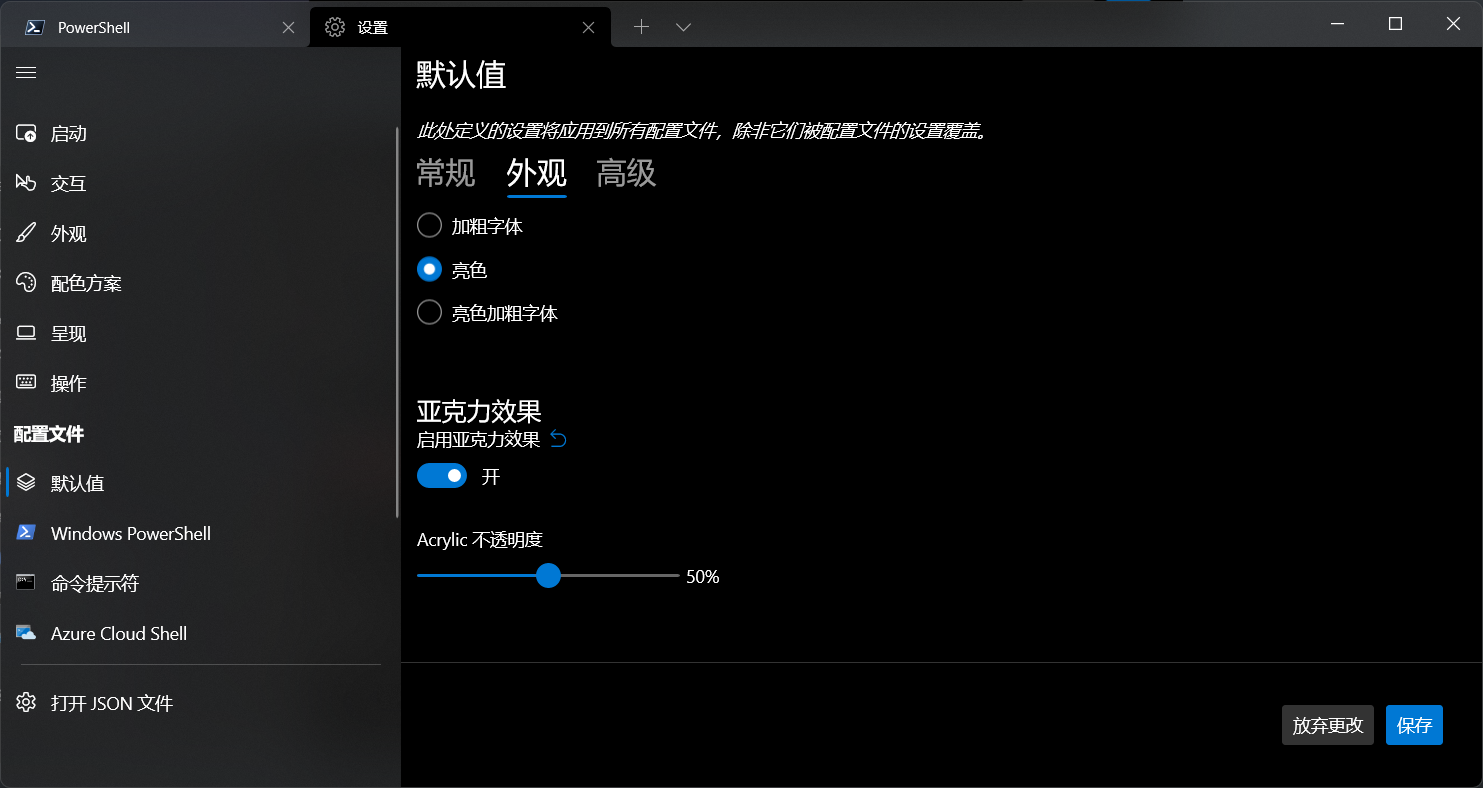 PowerShell
设置
启动
交互
外观
配色方案
呈现
操作
配置文件
默认值
Windows PowerShell
命令提示符
Azure Cloud Shell
打开 JSON 文件
默认值
此处定义的设置将应用到所有配置文件，除非它们被配置文件的设置覆盖。
常规 外观 高级
加粗字体
亮色
亮色加粗字体
亚克力效果
启用亚克力效果
开
Acrylic 不透明度
50%
放弃更改 保存